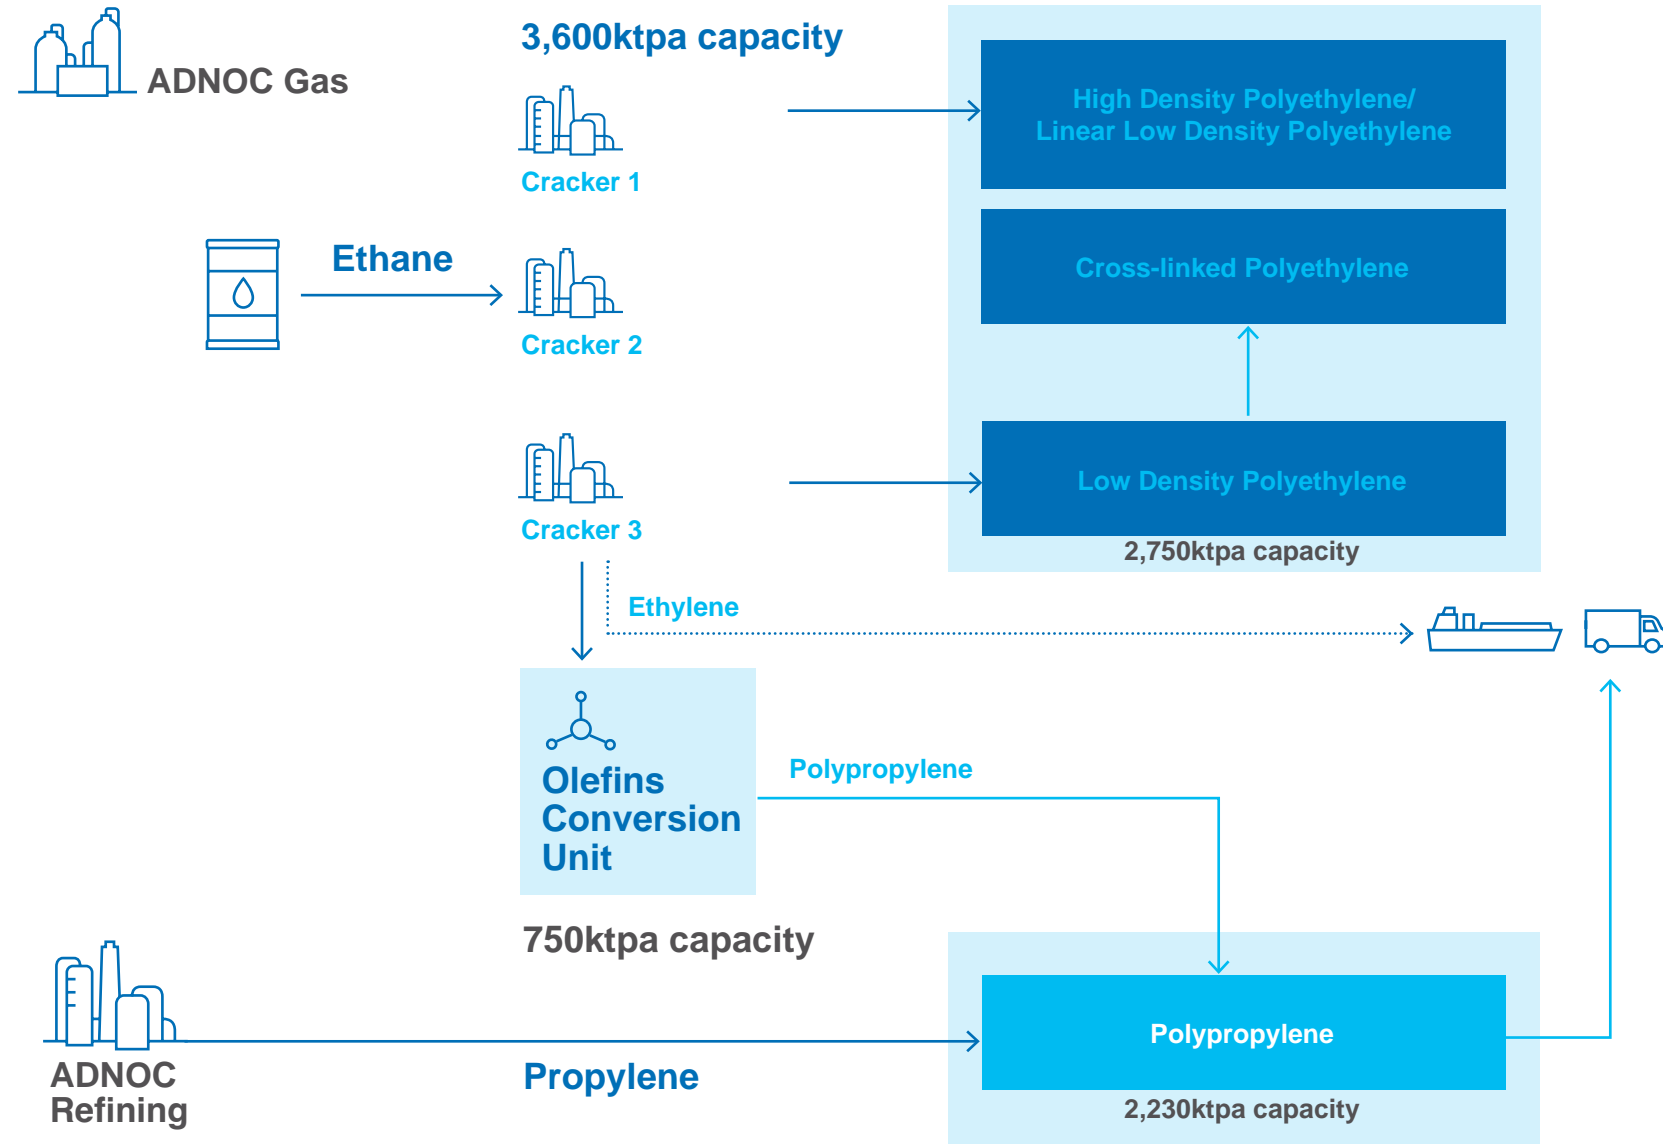 ADNOC Gas
3,600ktpa capacity
Cracker 1
High Density Polyethylene/
Linear Low Density Polyethylene
Ethane
Cracker 2
Cross-linked Polyethylene
Cracker 3
Low Density Polyethylene
2,750ktpa capacity
Ethylene
Olefins
Conversion
Unit
Polypropylene
750ktpa capacity
ADNOC
Refining
Propylene
Polypropylene
2,230ktpa capacity